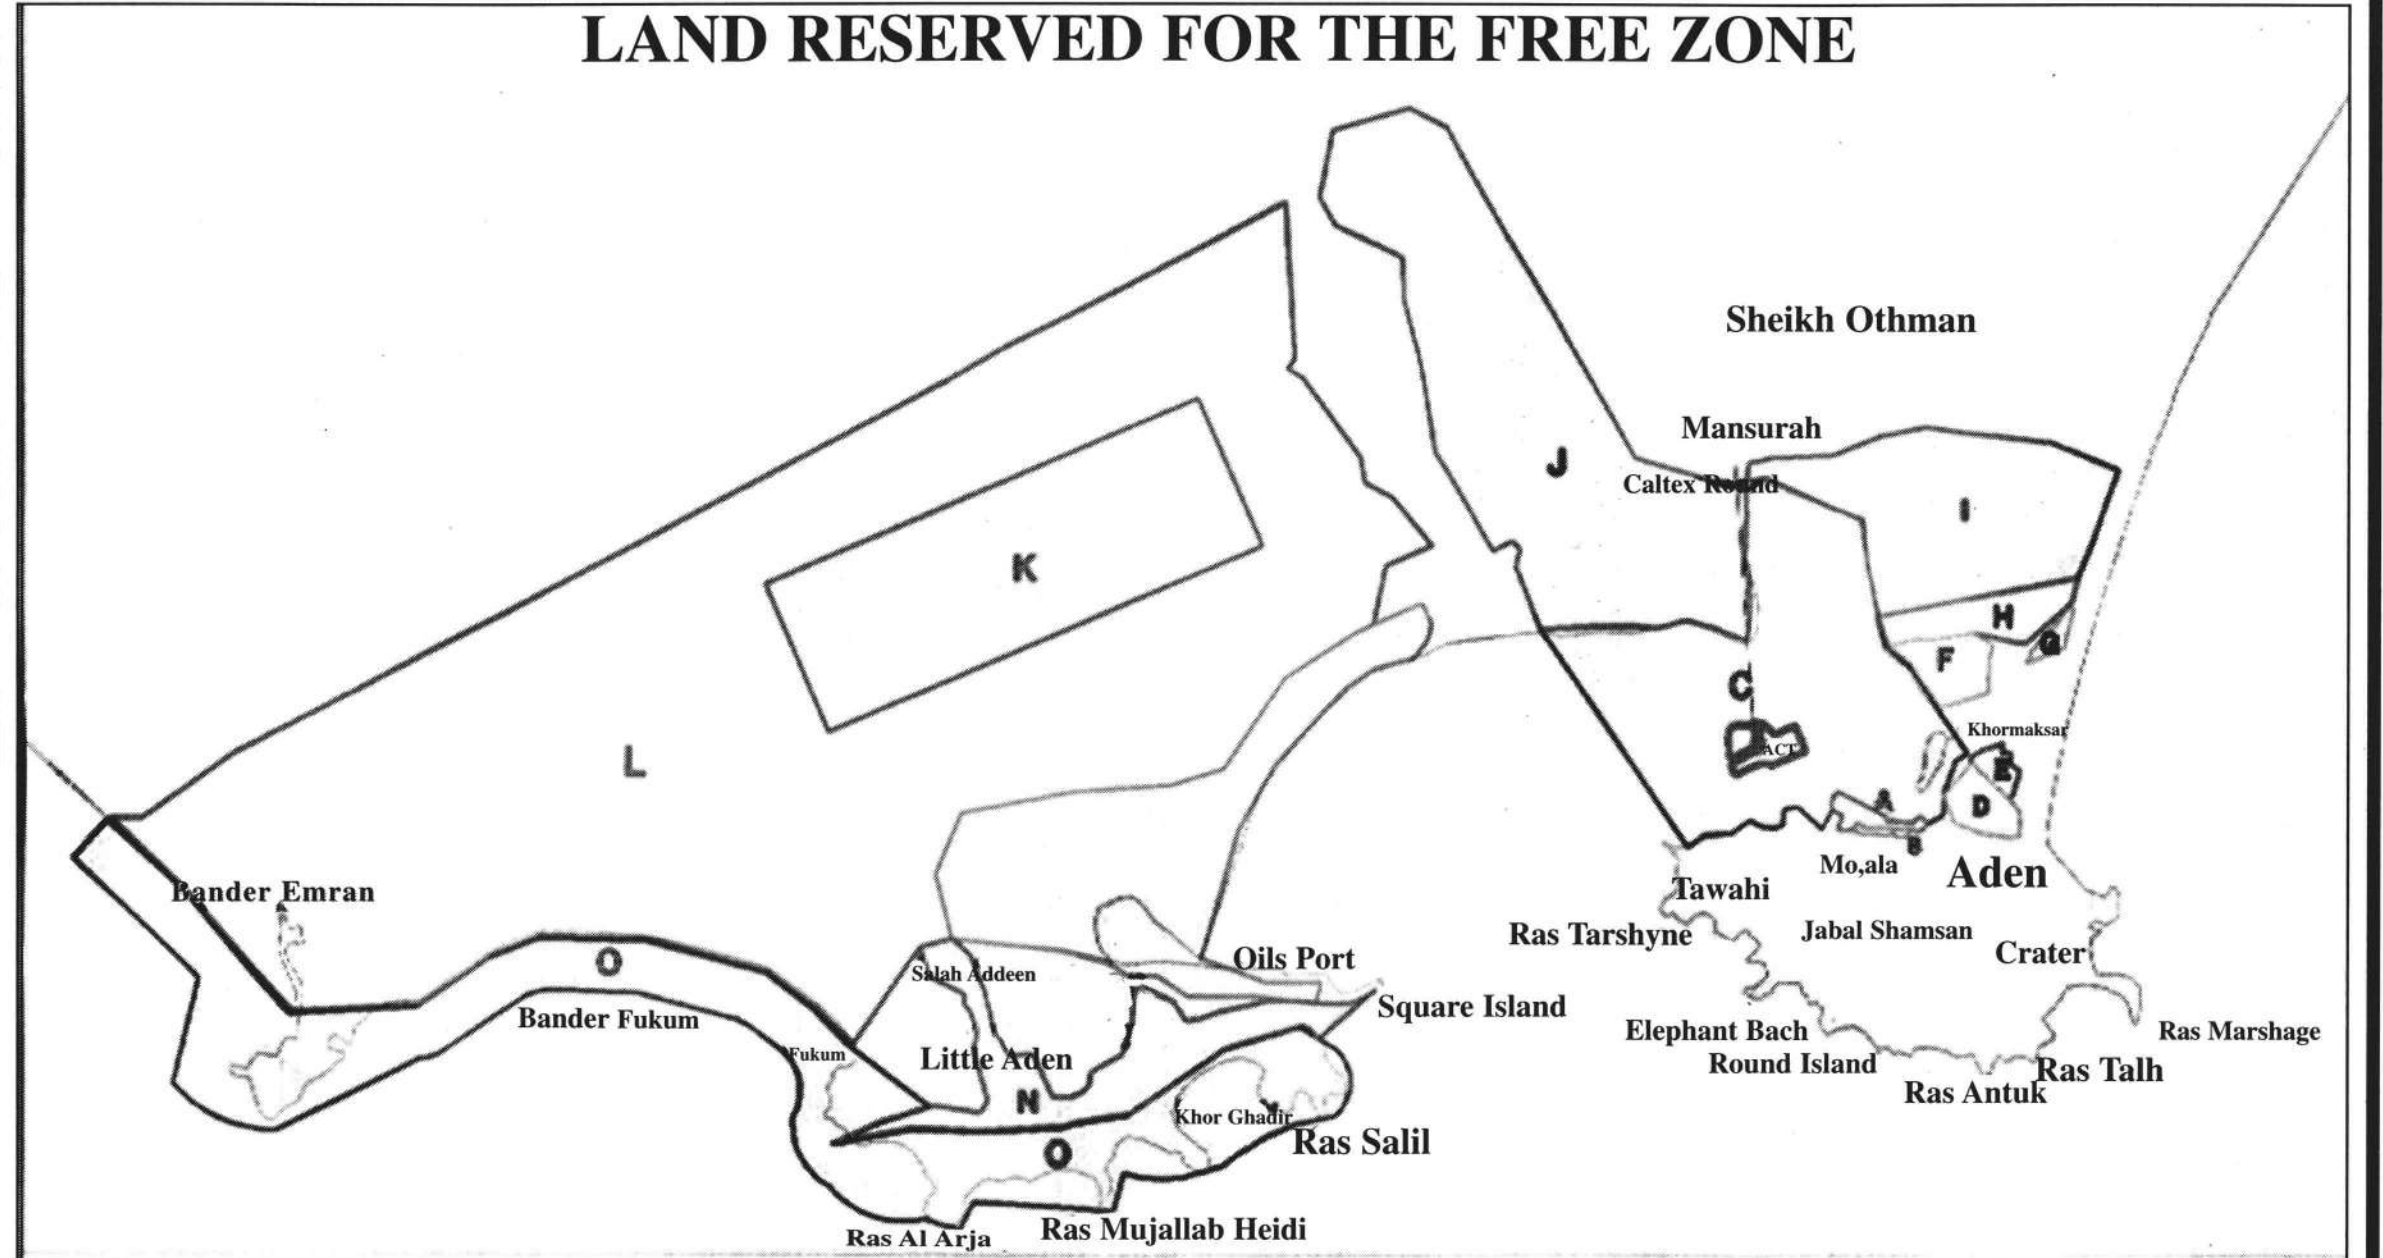 LAND RESERVED FOR THE FREE ZONE
Sheikh Othman
Mansurah
J
Caltex Round
I
K
H
G
F
C
L
Khormaksar
ACT
E
A
D
B
Mo,ala
Aden
Bander Emran
Tawahi
Ras Tarshyne
Jabal Shamsan
Crater
O
Salah Addeen
Oils Port
Square Island
Bander Fukum
Elephant Bach
Ras Marshage
Fukum
Little Aden
Round Island
Ras Talh
Ras Antuk
N
Khor Ghadir
Ras Salil
O
Ras Al Arja
Ras Mujallab Heidi